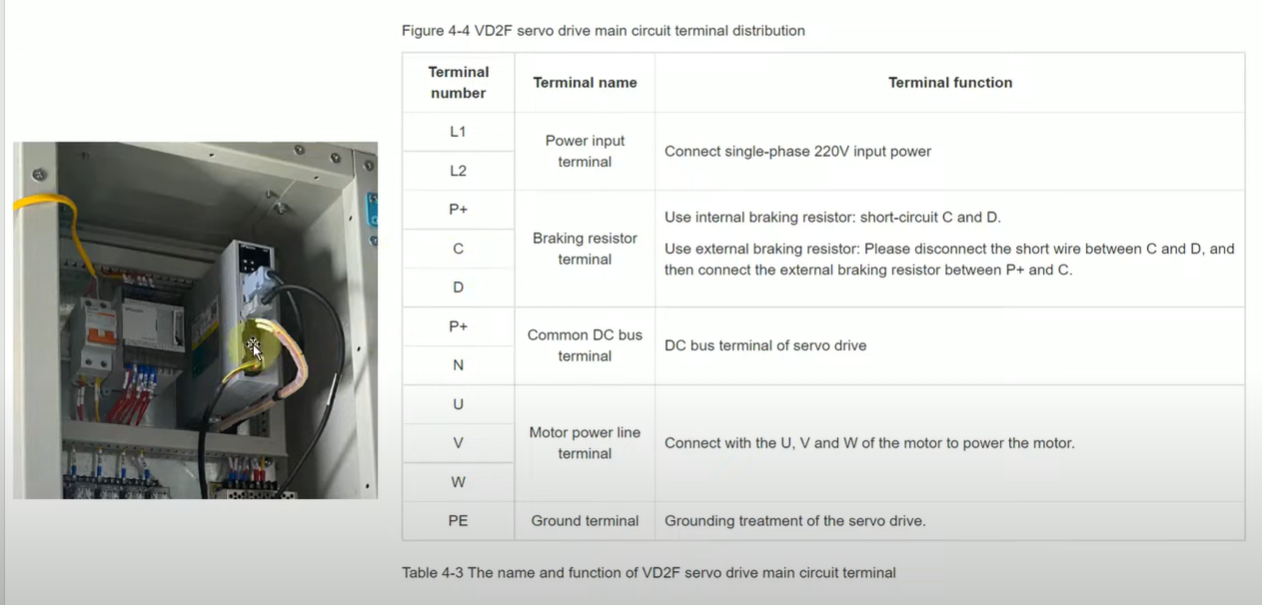 Figure 4-4 VD2F servo drive main circuit terminal distribution
Terminal number Terminal name Terminal function
L1
L2
Power input terminal
Connect single-phase 220V input power
P+
C
D
Braking resistor terminal
Use internal braking resistor: short-circuit C and D.
Use external braking resistor: Please disconnect the short wire between C and D, and
then connect the external braking resistor between P+ and C.
P+
N
Common DC bus terminal
DC bus terminal of servo drive
U
V
W
Motor power line terminal
Connect with the U, V and W of the motor to power the motor.
PE Ground terminal Grounding treatment of the servo drive.
Table 4-3 The name and function of VD2F servo drive main circuit terminal